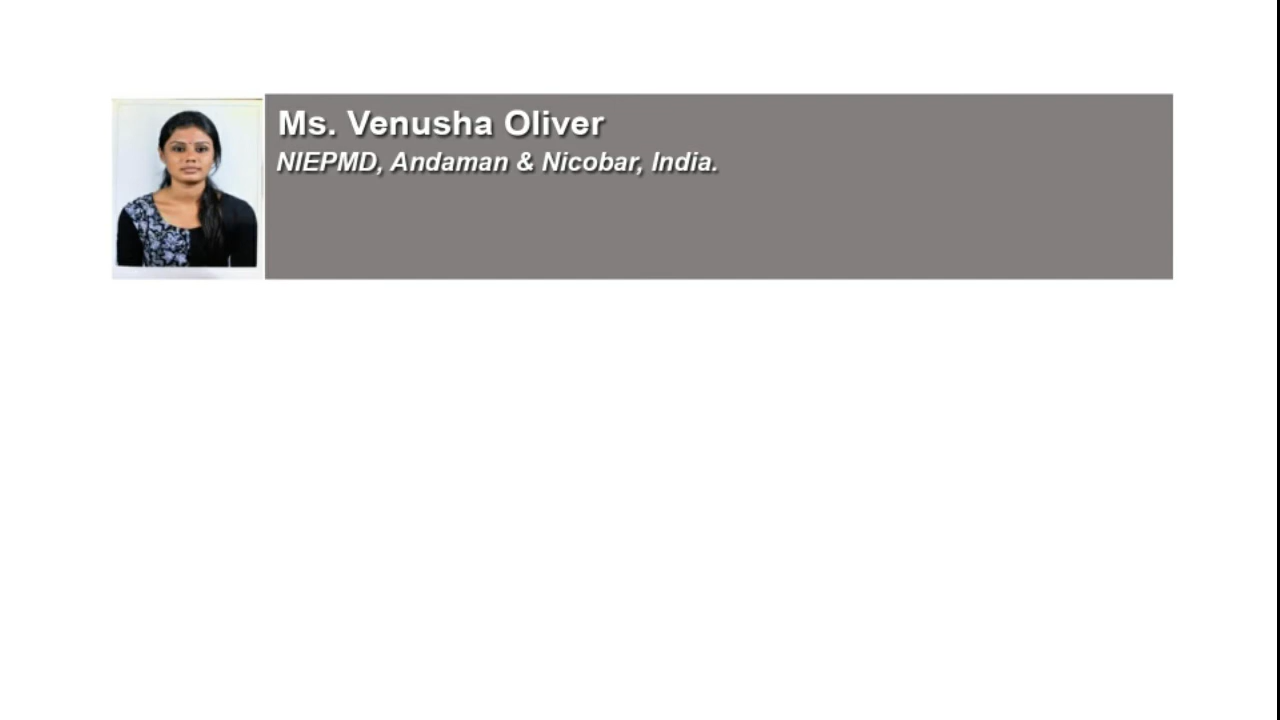 Ms. Venusha Oliver
NIEPMD, Andaman & Nicobar, India.